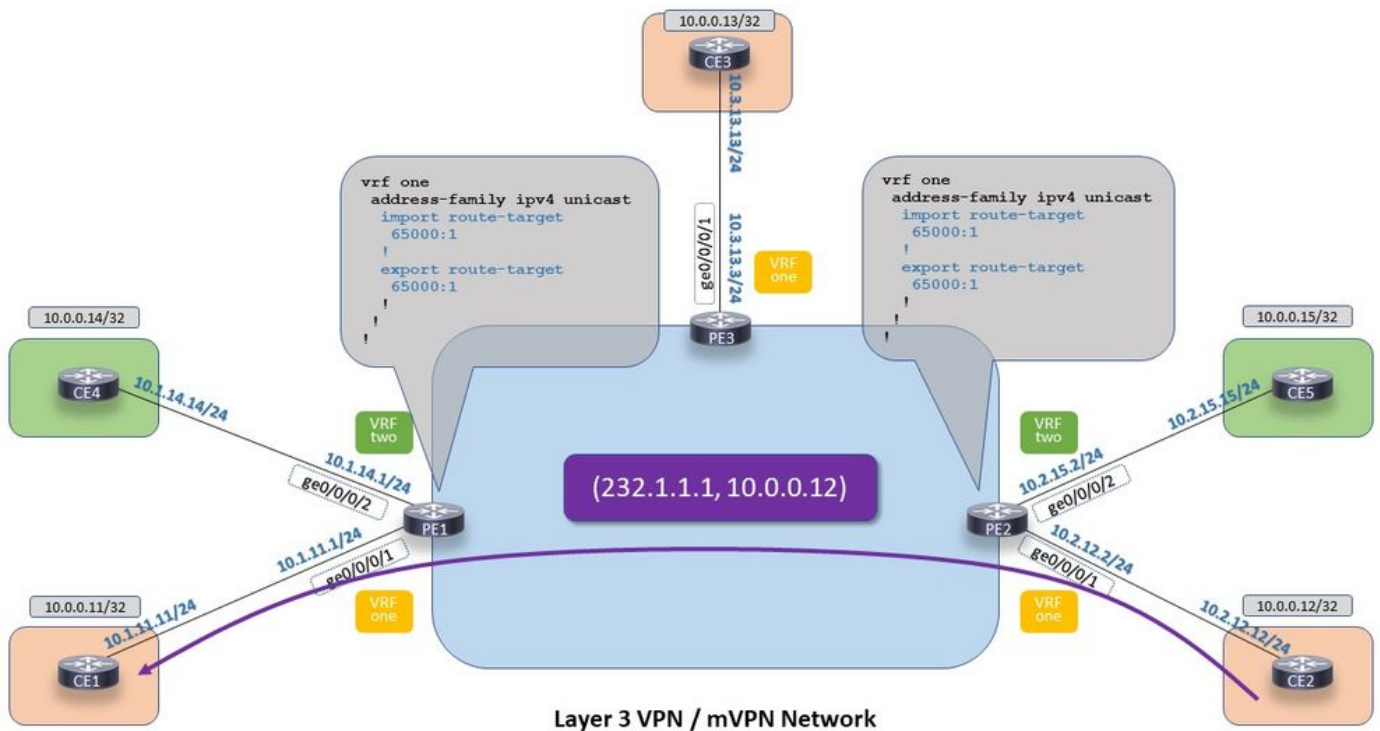 10.0.0.13/32
CE3
10.3.13.13/24
10.3.13.3/24
ge0/0/0/1
VRF
one
PE3
vrf one
address-family ipv4 unicast
import route-target
65000:1
!
export route-target
65000:1
!
!
!
vrf one
address-family ipv4 unicast
import route-target
65000:1
!
export route-target
65000:1
!
!
!
10.0.0.14/32
CE4
10.1.14.14/24
VRF
two
10.1.14.1/24
ge0/0/0/2
PE1
10.1.11.1/24
ge0/0/0/1
VRF
one
10.0.0.11/32
10.1.11.11/24
CE1
(232.1.1.1, 10.0.0.12)
10.0.0.15/32
CE5
10.2.15.15/24
VRF
two
10.2.15.2/24
ge0/0/0/2
PE2
10.2.12.2/24
ge0/0/0/1
VRF
one
10.0.0.12/32
10.2.12.12/24
CE2
Layer 3 VPN / mVPN Network